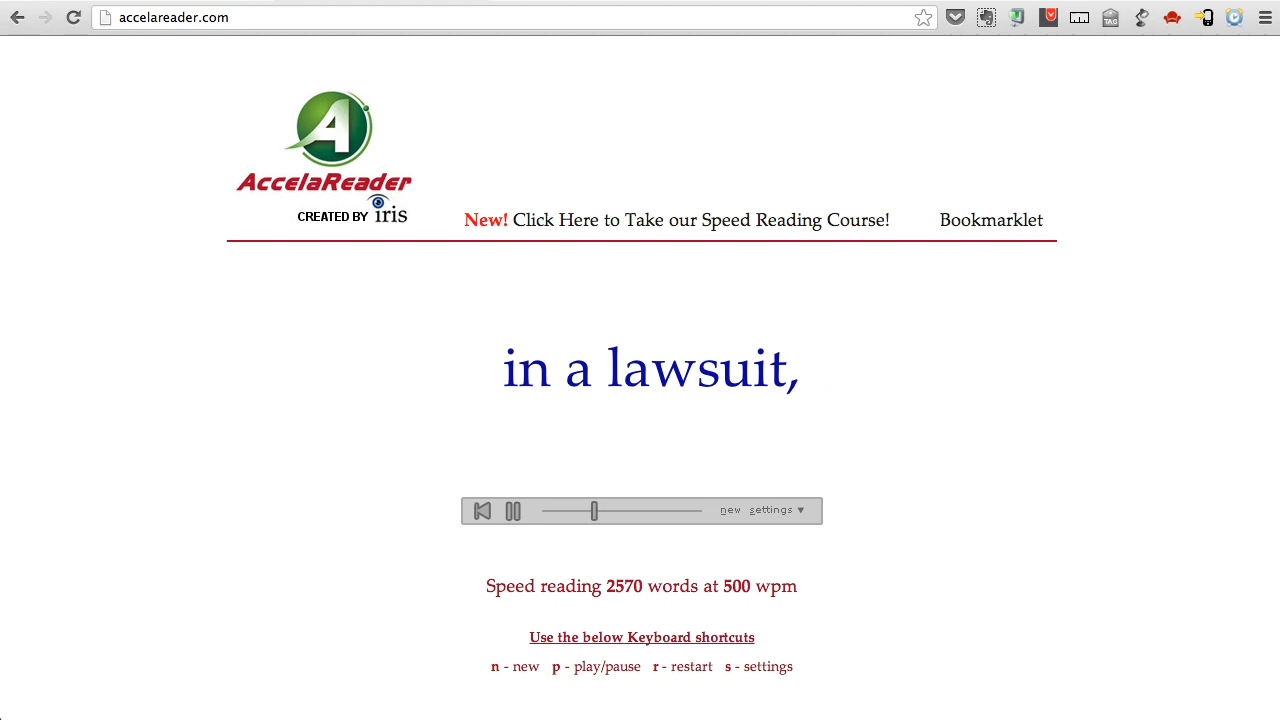 accelareader.com
TAG
A
AccelaReader
CREATED BY iris
New! Click Here to Take our Speed Reading Course! Bookmarklet
in a lawsuit,
new settings ▼
Speed reading 2570 words at 500 wpm
Use the below Keyboard shortcuts
n - new p - play/pause r - restart s - settings